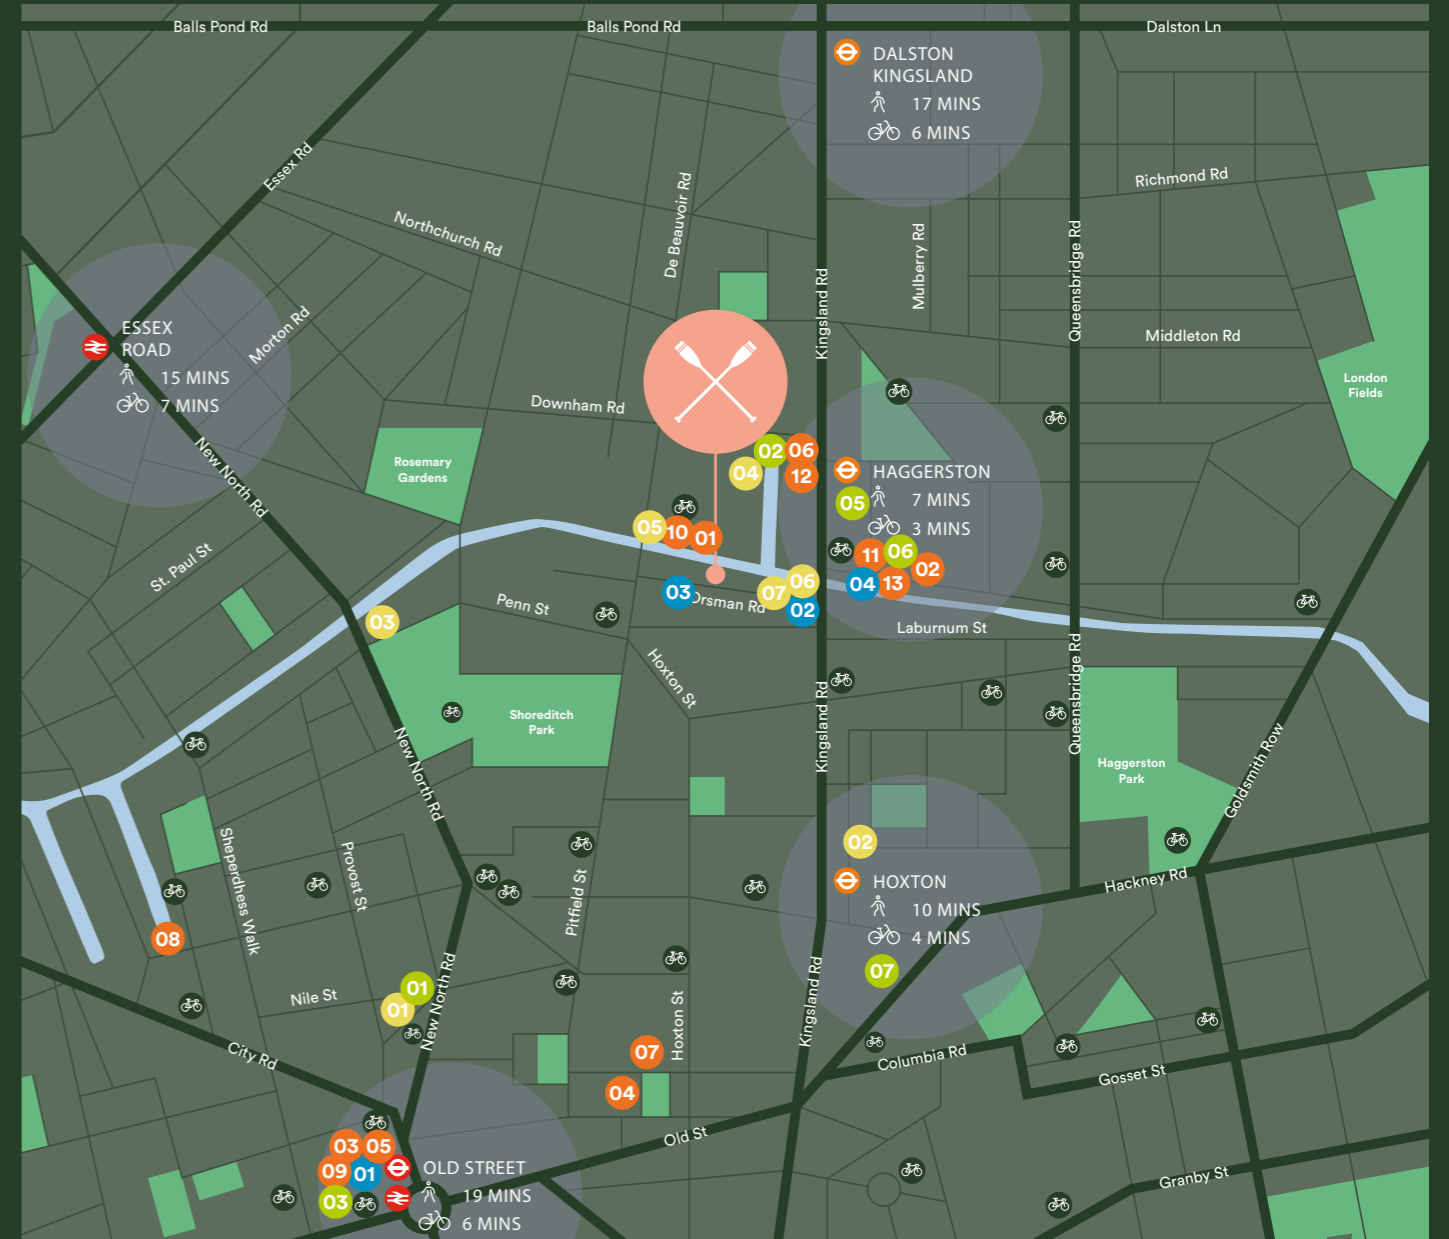 Balls Pond Rd
Balls Pond Rd
Dalston Ln
DALSTON
KINGSLAND
17 MINS
6 MINS
Essex Rd
Richmond Rd
De Beauvoir Rd
Northchurch Rd
Mulberry Rd
Queensbridge Rd
Kingsland Rd
ESSEX
ROAD
15 MINS
7 MINS
Morton Rd
Middleton Rd
London
Fields
Downham Rd
New North Rd
Rosemary
Gardens
02
06
04
12
HAGGERSTON
05
7 MINS
3 MINS
05
10
01
11
06
02
04
13
St. Paul St
03
Orsman Rd
07
06
02
03
Penn St
Laburnum St
Hoxton St
Queensbridge Rd
Kingsland Rd
Shoreditch
Park
New North Rd
Haggerston
Park
Goldsmith Row
Sheperdhess Walk
Provost St
02
HOXTON
10 MINS
4 MINS
Hackney Rd
Pitfield St
08
07
New North Rd
Kingsland Rd
01
01
Nile St
Hoxton St
City Rd
07
Columbia Rd
Gosset St
04
Old St
03
05
09
01
03
OLD STREET
19 MINS
6 MINS
Granby St